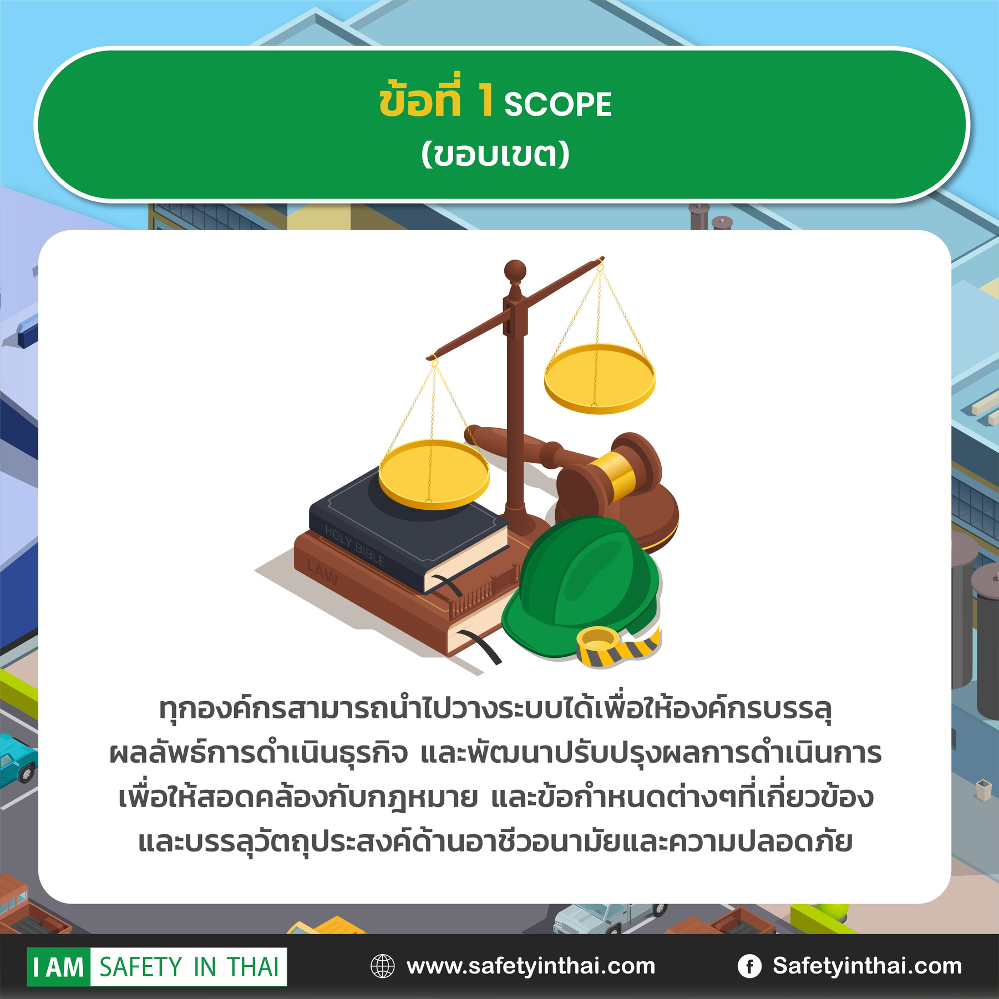 ข้อที่ 1 SCOPE
(ขอบเขต)
HOLY BIBLE
LAW
ทุกองค์กรสามารถนำไปวางระบบได้เพื่อให้องค์กรบรรลุ
ผลลัพธ์การดำเนินธุรกิจ และพัฒนาปรับปรุงผลการดำเนินการ
เพื่อให้สอดคล้องกับกฎหมาย และข้อกำหนดต่างๆที่เกี่ยวข้อง
และบรรลุวัตถุประสงค์ด้านอาชีวอนามัยและความปลอดภัย
I AM SAFETY IN THAI
www.safetyinthai.com
Safetyinthai.com